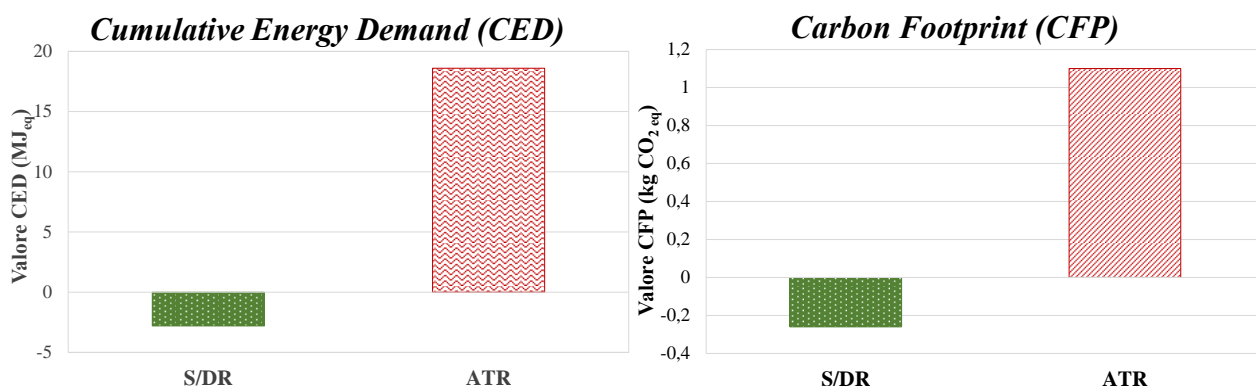 Cumulative Energy Demand (CED)
Valore CED (MJeq)
20
15
10
5
0
-5
S/DR
ATR
Carbon Footprint (CFP)
Valore CFP (kg CO2 eq)
1,2
1
0,8
0,6
0,4
0,2
0
-0,2
-0,4
S/DR
ATR